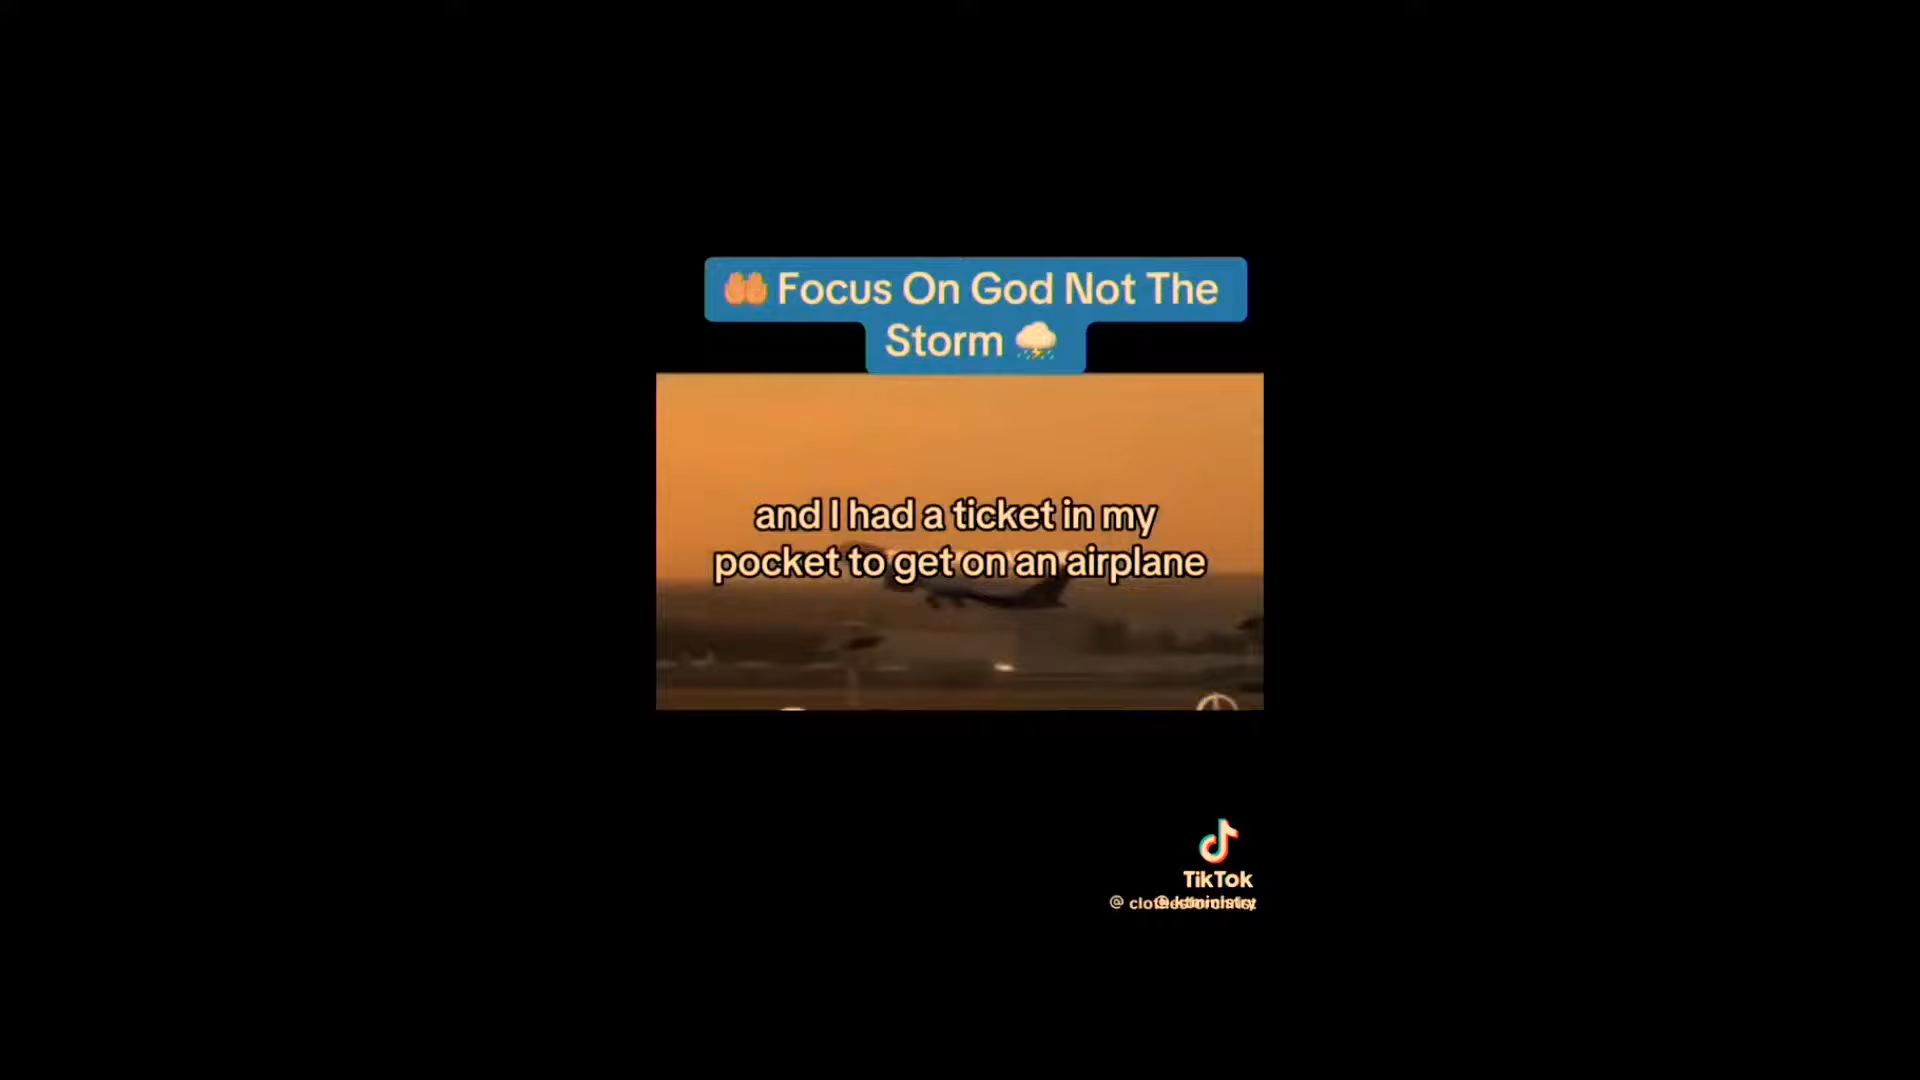 🤲 Focus On God Not The
Storm ⛈️
and I had a ticket in my
pocket to get on an airplane
TikTok
@